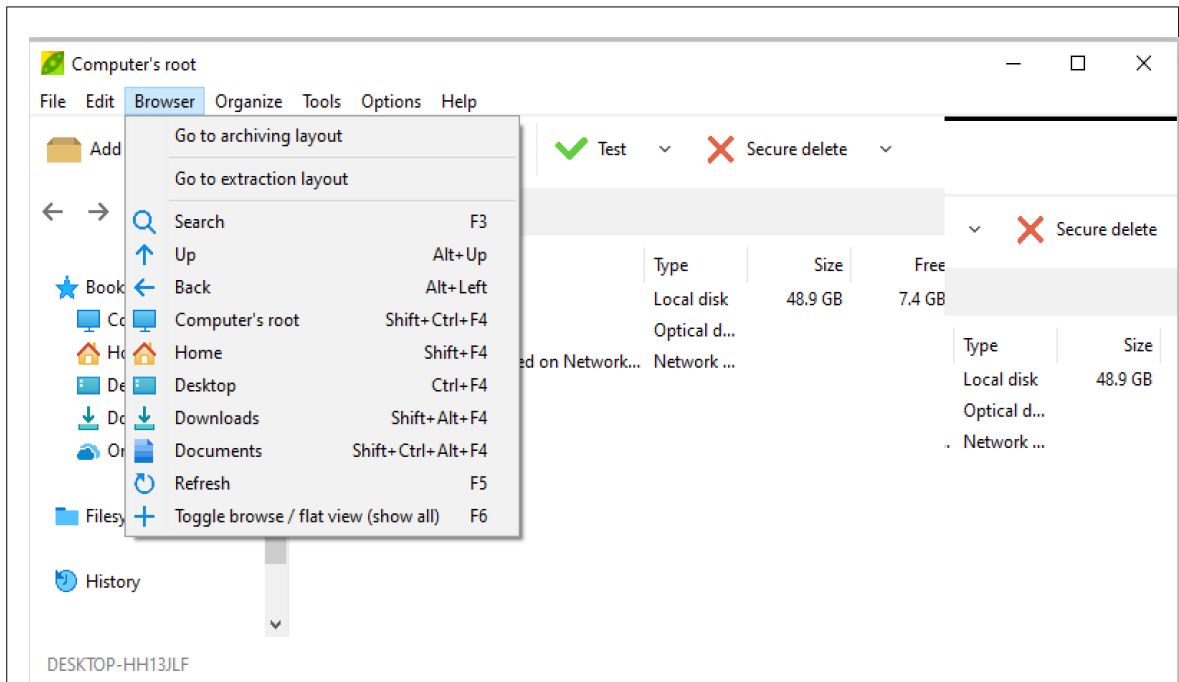 Computer's root
File Edit Browser Organize Tools Options Help
Go to archiving layout
Add Test Secure delete
Go to extraction layout
Search F3
Secure delete
Up Alt+Up
Type Size Free
Back Alt+Left
Local disk 48.9 GB 7.4 GB
Computer's root Shift+Ctrl+F4
Optical d...
Type Size
Home Shift+F4
ed on Network... Network ...
Desktop Ctrl+F4
Local disk 48.9 GB
Downloads Shift+Alt+F4
Optical d...
Documents Shift+Ctrl+Alt+F4
. Network ...
Refresh F5
Toggle browse / flat view (show all) F6
History
DESKTOP-HH13JLF